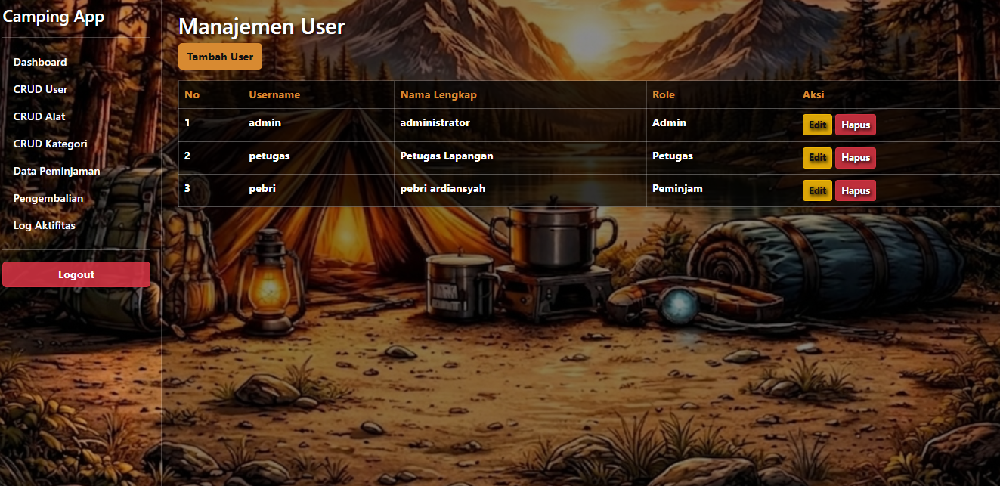 Camping App
Dashboard
CRUD User
CRUD Alat
CRUD Kategori
Data Peminjaman
Pengembalian
Log Aktifitas
Logout
Manajemen User
Tambah User
No Username Nama Lengkap Role Aksi
1 admin administrator Admin Edit Hapus
2 petugas Petugas Lapangan Petugas Edit Hapus
3 pebri pebri ardiansyah Peminjam Edit Hapus